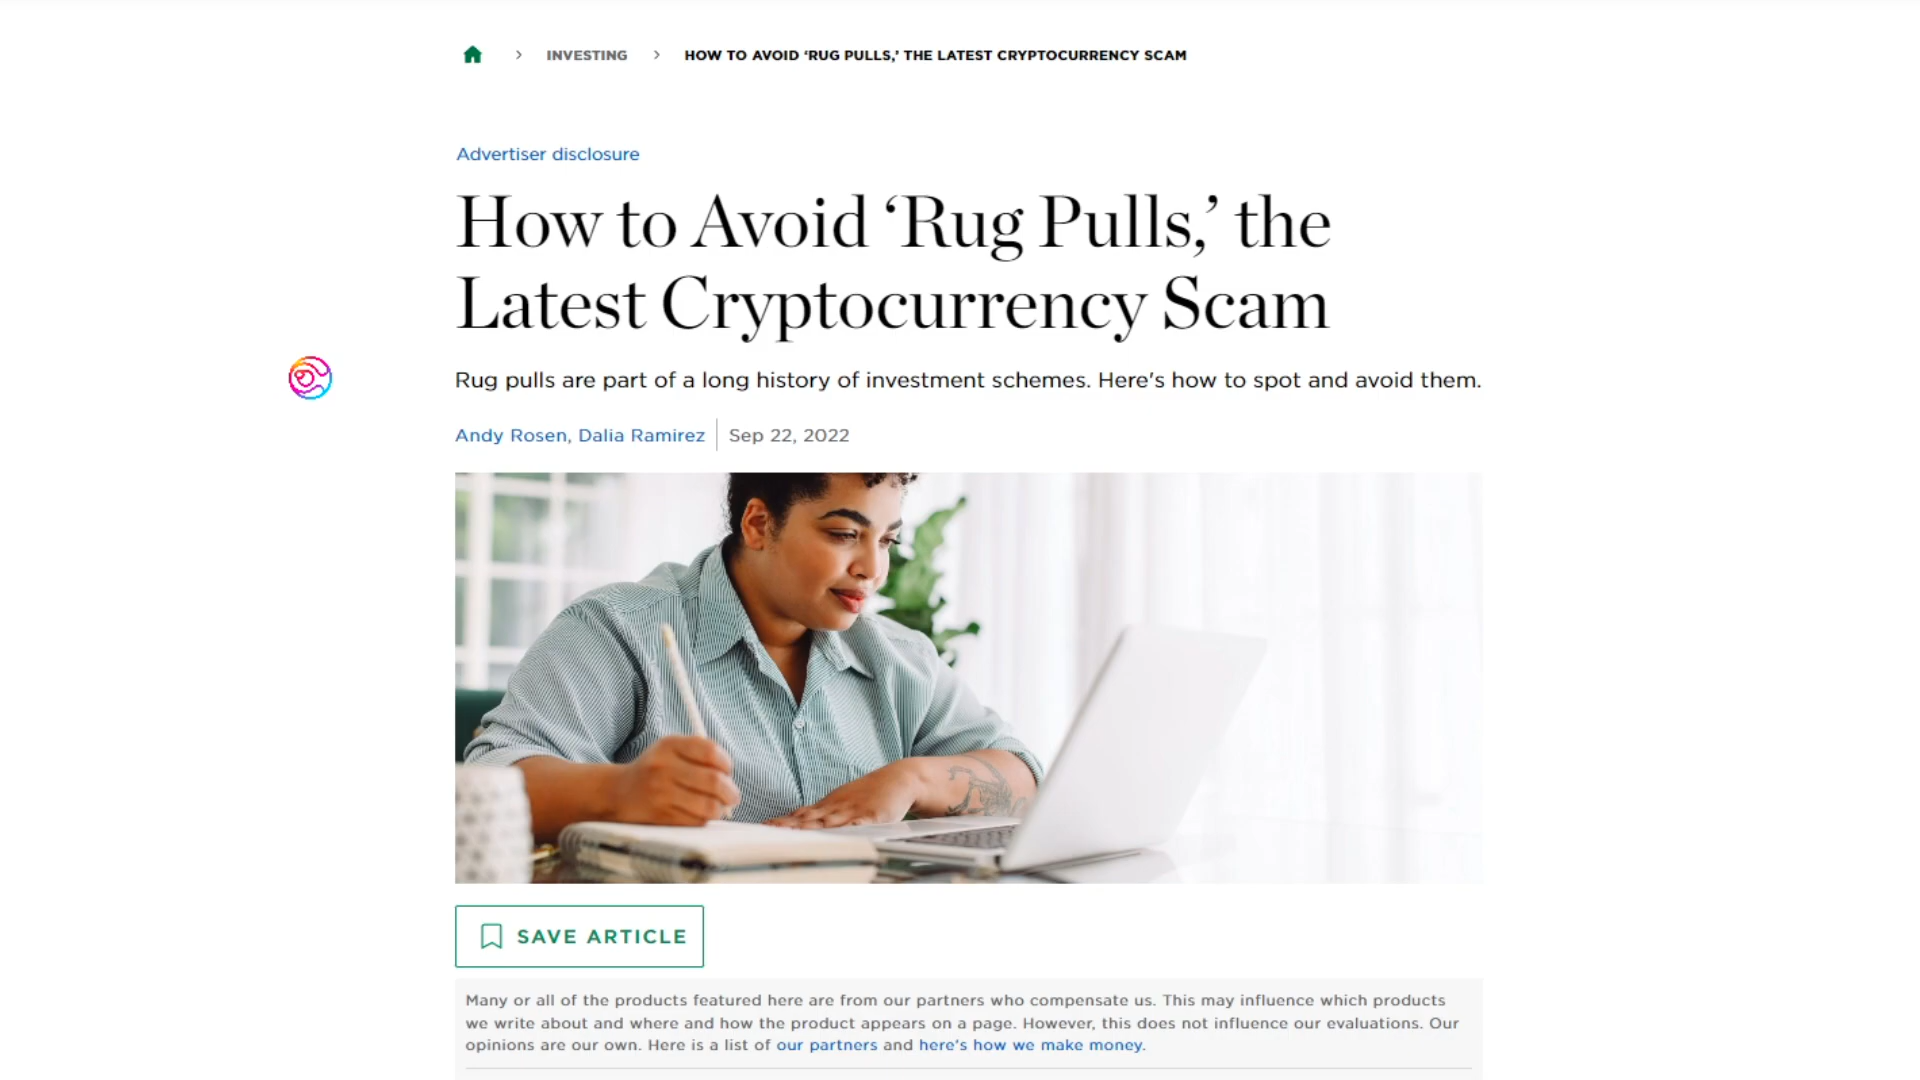 INVESTING
HOW TO AVOID ‘RUG PULLS,’ THE LATEST CRYPTOCURRENCY SCAM
Advertiser disclosure
How to Avoid ‘Rug Pulls,’ the
Latest Cryptocurrency Scam
Rug pulls are part of a long history of investment schemes. Here's how to spot and avoid them.
Andy Rosen, Dalia Ramirez
Sep 22, 2022
SAVE ARTICLE
Many or all of the products featured here are from our partners who compensate us. This may influence which products
we write about and where and how the product appears on a page. However, this does not influence our evaluations. Our
opinions are our own. Here is a list of our partners and here's how we make money.